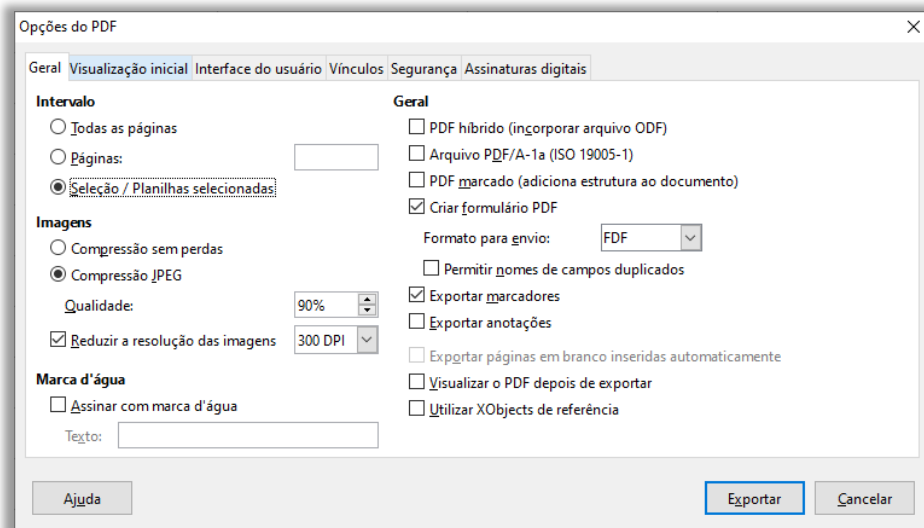 Opções do PDF
Geral Visualização inicial Interface do usuário Vínculos Segurança Assinaturas digitais
Intervalo
Todas as páginas
Páginas:
Seleção / Planilhas selecionadas
Imagens
Compressão sem perdas
Compressão JPEG
Qualidade: 90%
Reduzir a resolução das imagens 300 DPI
Marca d'água
Assinar com marca d'água
Texto:
Geral
PDF híbrido (incorporar arquivo ODF)
Arquivo PDF/A-1a (ISO 19005-1)
PDF marcado (adiciona estrutura ao documento)
Criar formulário PDF
Formato para envio: FDF
Permitir nomes de campos duplicados
Exportar marcadores
Exportar anotações
Exportar páginas em branco inseridas automaticamente
Visualizar o PDF depois de exportar
Utilizar XObjects de referência
Ajuda Exportar Cancelar